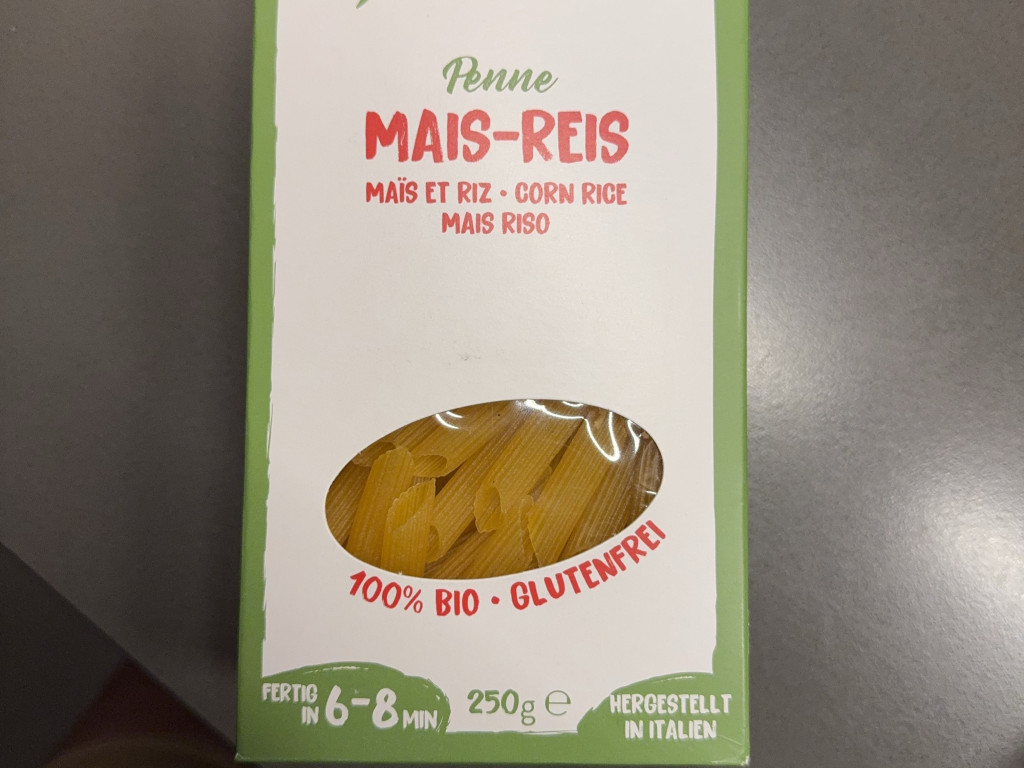 Penne
MAIS-REIS
MAÏS ET RIZ • CORN RICE
MAIS RISO
100% BIO • GLUTENFREI
FERTIG
IN 6-8 MIN
250g ℮
HERGESTELLT
IN ITALIEN